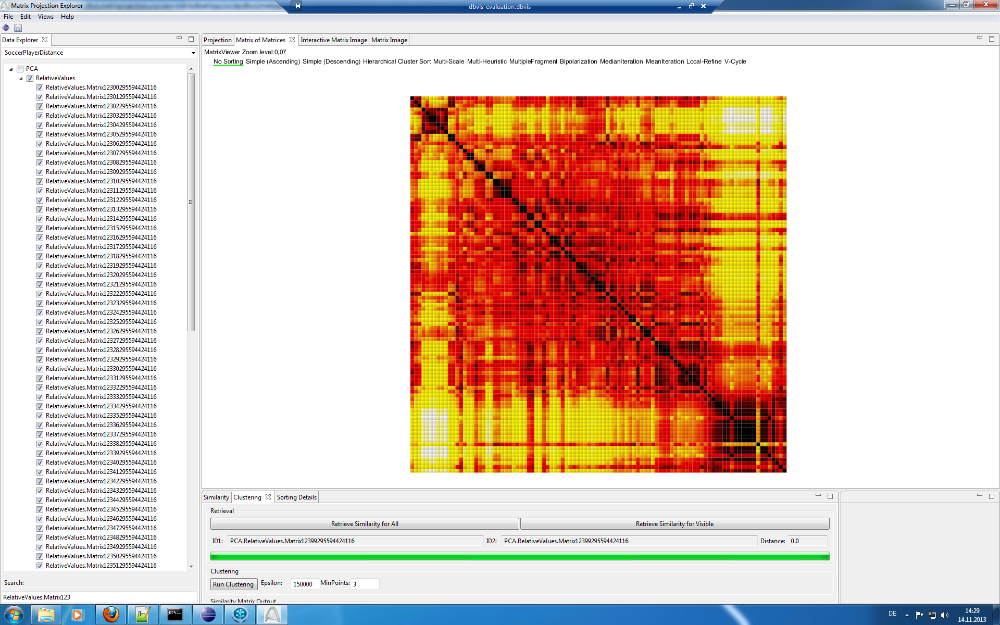 Matrix Projection Explorer
dbvis-evaluation.dbvis
File Edit Views Help
Data Explorer
SoccerPlayerDistance
PCA
RelativeValues
RelativeValues.Matrix12300295594424116
RelativeValues.Matrix12301295594424116
RelativeValues.Matrix12302295594424116
RelativeValues.Matrix12303295594424116
RelativeValues.Matrix12304295594424116
RelativeValues.Matrix12305295594424116
RelativeValues.Matrix12306295594424116
RelativeValues.Matrix12307295594424116
RelativeValues.Matrix12308295594424116
RelativeValues.Matrix12309295594424116
RelativeValues.Matrix12310295594424116
RelativeValues.Matrix12311295594424116
RelativeValues.Matrix12312295594424116
RelativeValues.Matrix12313295594424116
RelativeValues.Matrix12314295594424116
RelativeValues.Matrix12315295594424116
RelativeValues.Matrix12316295594424116
RelativeValues.Matrix12317295594424116
RelativeValues.Matrix12318295594424116
RelativeValues.Matrix12319295594424116
RelativeValues.Matrix12320295594424116
RelativeValues.Matrix12321295594424116
RelativeValues.Matrix12322295594424116
RelativeValues.Matrix12323295594424116
RelativeValues.Matrix12324295594424116
RelativeValues.Matrix12325295594424116
RelativeValues.Matrix12326295594424116
RelativeValues.Matrix12327295594424116
RelativeValues.Matrix12328295594424116
RelativeValues.Matrix12329295594424116
RelativeValues.Matrix12330295594424116
RelativeValues.Matrix12331295594424116
RelativeValues.Matrix12332295594424116
RelativeValues.Matrix12333295594424116
RelativeValues.Matrix12334295594424116
RelativeValues.Matrix12335295594424116
RelativeValues.Matrix12336295594424116
RelativeValues.Matrix12337295594424116
RelativeValues.Matrix12338295594424116
RelativeValues.Matrix12339295594424116
RelativeValues.Matrix12340295594424116
RelativeValues.Matrix12341295594424116
RelativeValues.Matrix12342295594424116
RelativeValues.Matrix12343295594424116
RelativeValues.Matrix12344295594424116
RelativeValues.Matrix12345295594424116
RelativeValues.Matrix12346295594424116
RelativeValues.Matrix12347295594424116
RelativeValues.Matrix12348295594424116
RelativeValues.Matrix12349295594424116
RelativeValues.Matrix12350295594424116
RelativeValues.Matrix12351295594424116
Search:
RelativeValues.Matrix123
Projection Matrix of Matrices Interactive Matrix Image Matrix Image
MatrixViewer Zoom level:0,07
No Sorting Simple (Ascending) Simple (Descending) Hierarchical Cluster Sort Multi-Scale Multi-Heuristic MultipleFragment Bipolarization MedianIteration MeanIteration Local-Refine V-Cycle
Similarity Clustering Sorting Details
Retrieval
Retrieve Similarity for All Retrieve Similarity for Visible
ID1: PCA.RelativeValues.Matrix12399295594424116 ID2: PCA.RelativeValues.Matrix12399295594424116 Distance: 0.0
Clustering
Run Clustering Epsilon: 150000 MinPoints: 3
Similarity Matrix Output
DE 14:29
14.11.2013